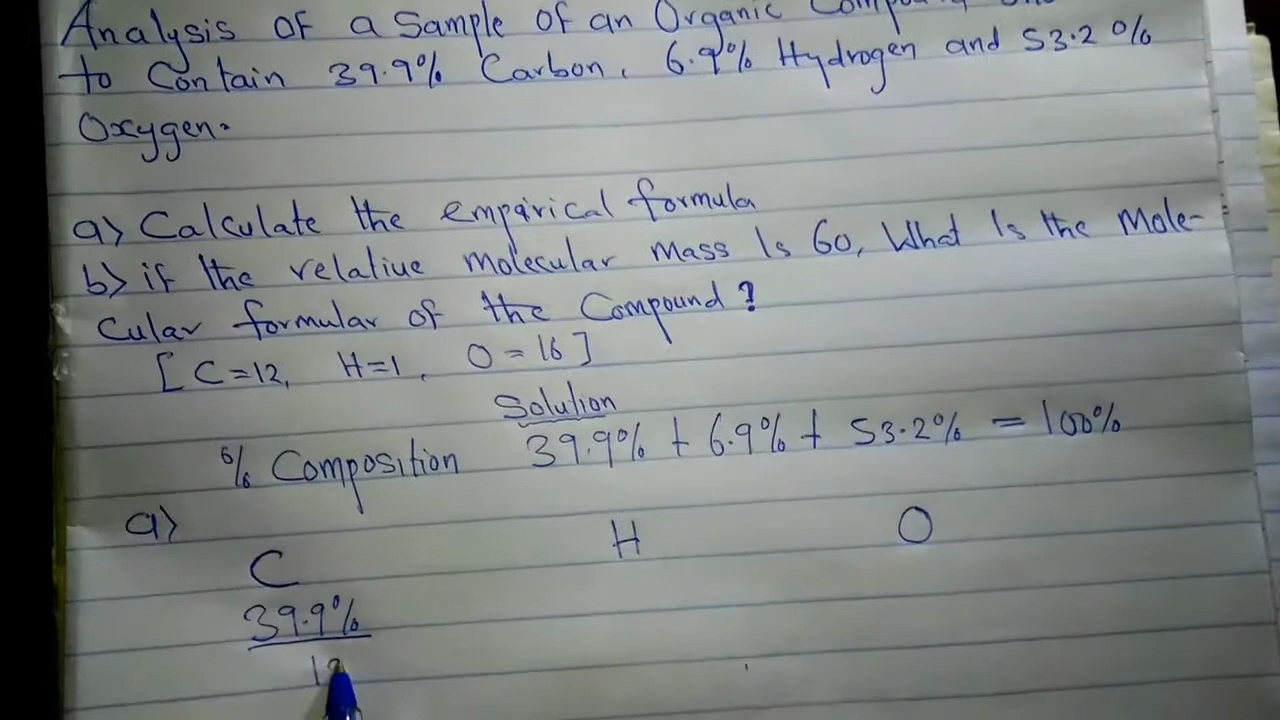 Analysis of a Sample of an Organic
to Contain 39.9% Carbon, 6.9% Hydrogen and 53.2%
Oxygen.
a) Calculate the empirical formula
b) if the relative molecular mass is 60, What is the Mole-
cular formular of the Compound?
[C=12, H=1, O=16]
Solution
% Composition 39.9% + 6.9% + 53.2% = 100%
a)
C H O
39.9%
12